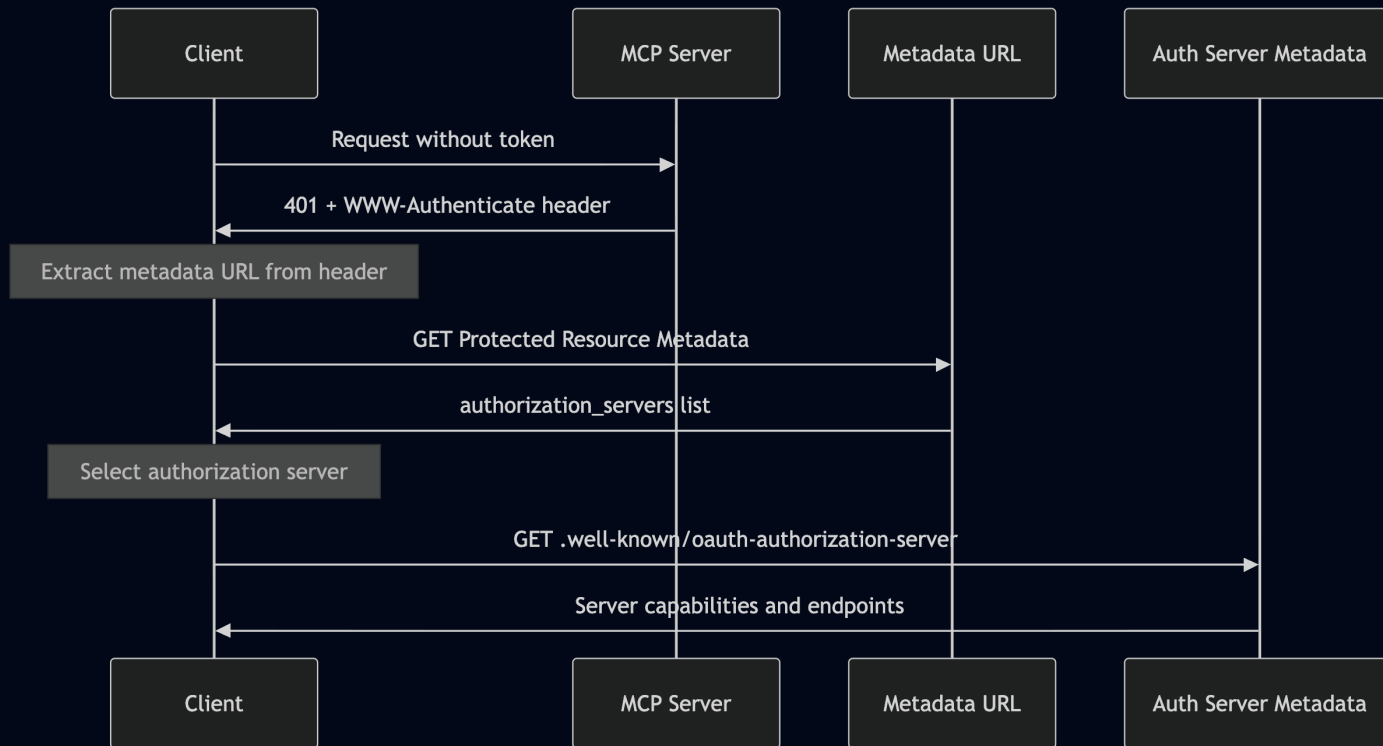 Client
MCP Server
Metadata URL
Auth Server Metadata
Request without token
401 + WWW-Authenticate header
Extract metadata URL from header
GET Protected Resource Metadata
authorization_servers list
Select authorization server
GET .well-known/oauth-authorization-server
Server capabilities and endpoints
Client
MCP Server
Metadata URL
Auth Server Metadata